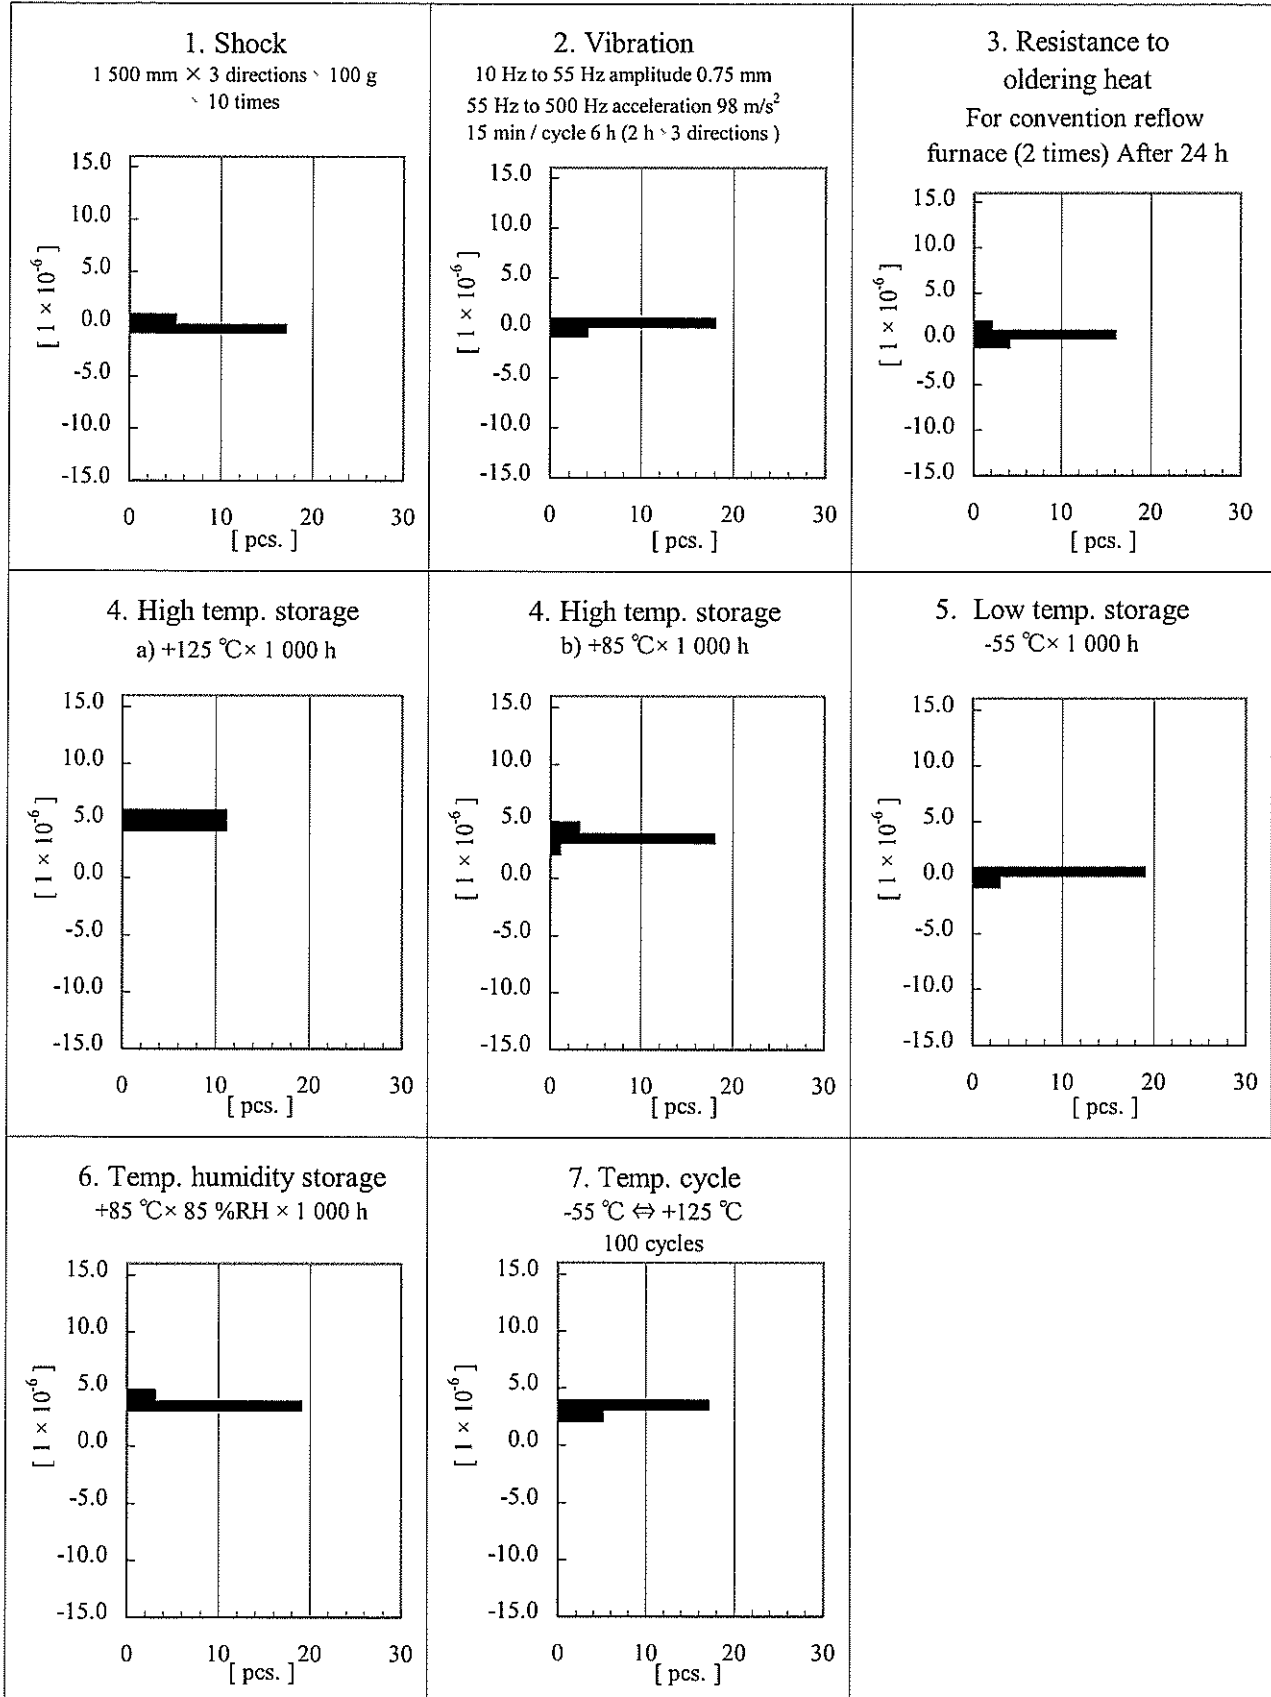 1. Shock
1 500 mm × 3 directions、100 g
、10 times
15.0
10.0
5.0
0.0
-5.0
-10.0
-15.0
[ 1 × 10⁻⁶ ]
0 10 20 30
[ pcs. ]
2. Vibration
10 Hz to 55 Hz amplitude 0.75 mm
55 Hz to 500 Hz acceleration 98 m/s²
15 min / cycle 6 h (2 h、3 directions )
15.0
10.0
5.0
0.0
-5.0
-10.0
-15.0
[ 1 × 10⁻⁶ ]
0 10 20 30
[ pcs. ]
3. Resistance to
oldering heat
For convention reflow
furnace (2 times) After 24 h
15.0
10.0
5.0
0.0
-5.0
-10.0
-15.0
[ 1 × 10⁻⁶ ]
0 10 20 30
[ pcs. ]
4. High temp. storage
a) +125 ℃× 1 000 h
15.0
10.0
5.0
0.0
-5.0
-10.0
-15.0
[ 1 × 10⁻⁶ ]
0 10 20 30
[ pcs. ]
4. High temp. storage
b) +85 ℃× 1 000 h
15.0
10.0
5.0
0.0
-5.0
-10.0
-15.0
[ 1 × 10⁻⁶ ]
0 10 20 30
[ pcs. ]
5. Low temp. storage
-55 ℃× 1 000 h
15.0
10.0
5.0
0.0
-5.0
-10.0
-15.0
[ 1 × 10⁻⁶ ]
0 10 20 30
[ pcs. ]
6. Temp. humidity storage
+85 ℃× 85 %RH × 1 000 h
15.0
10.0
5.0
0.0
-5.0
-10.0
-15.0
[ 1 × 10⁻⁶ ]
0 10 20 30
[ pcs. ]
7. Temp. cycle
-55 ℃ ⇔ +125 ℃
100 cycles
15.0
10.0
5.0
0.0
-5.0
-10.0
-15.0
[ 1 × 10⁻⁶ ]
0 10 20 30
[ pcs. ]